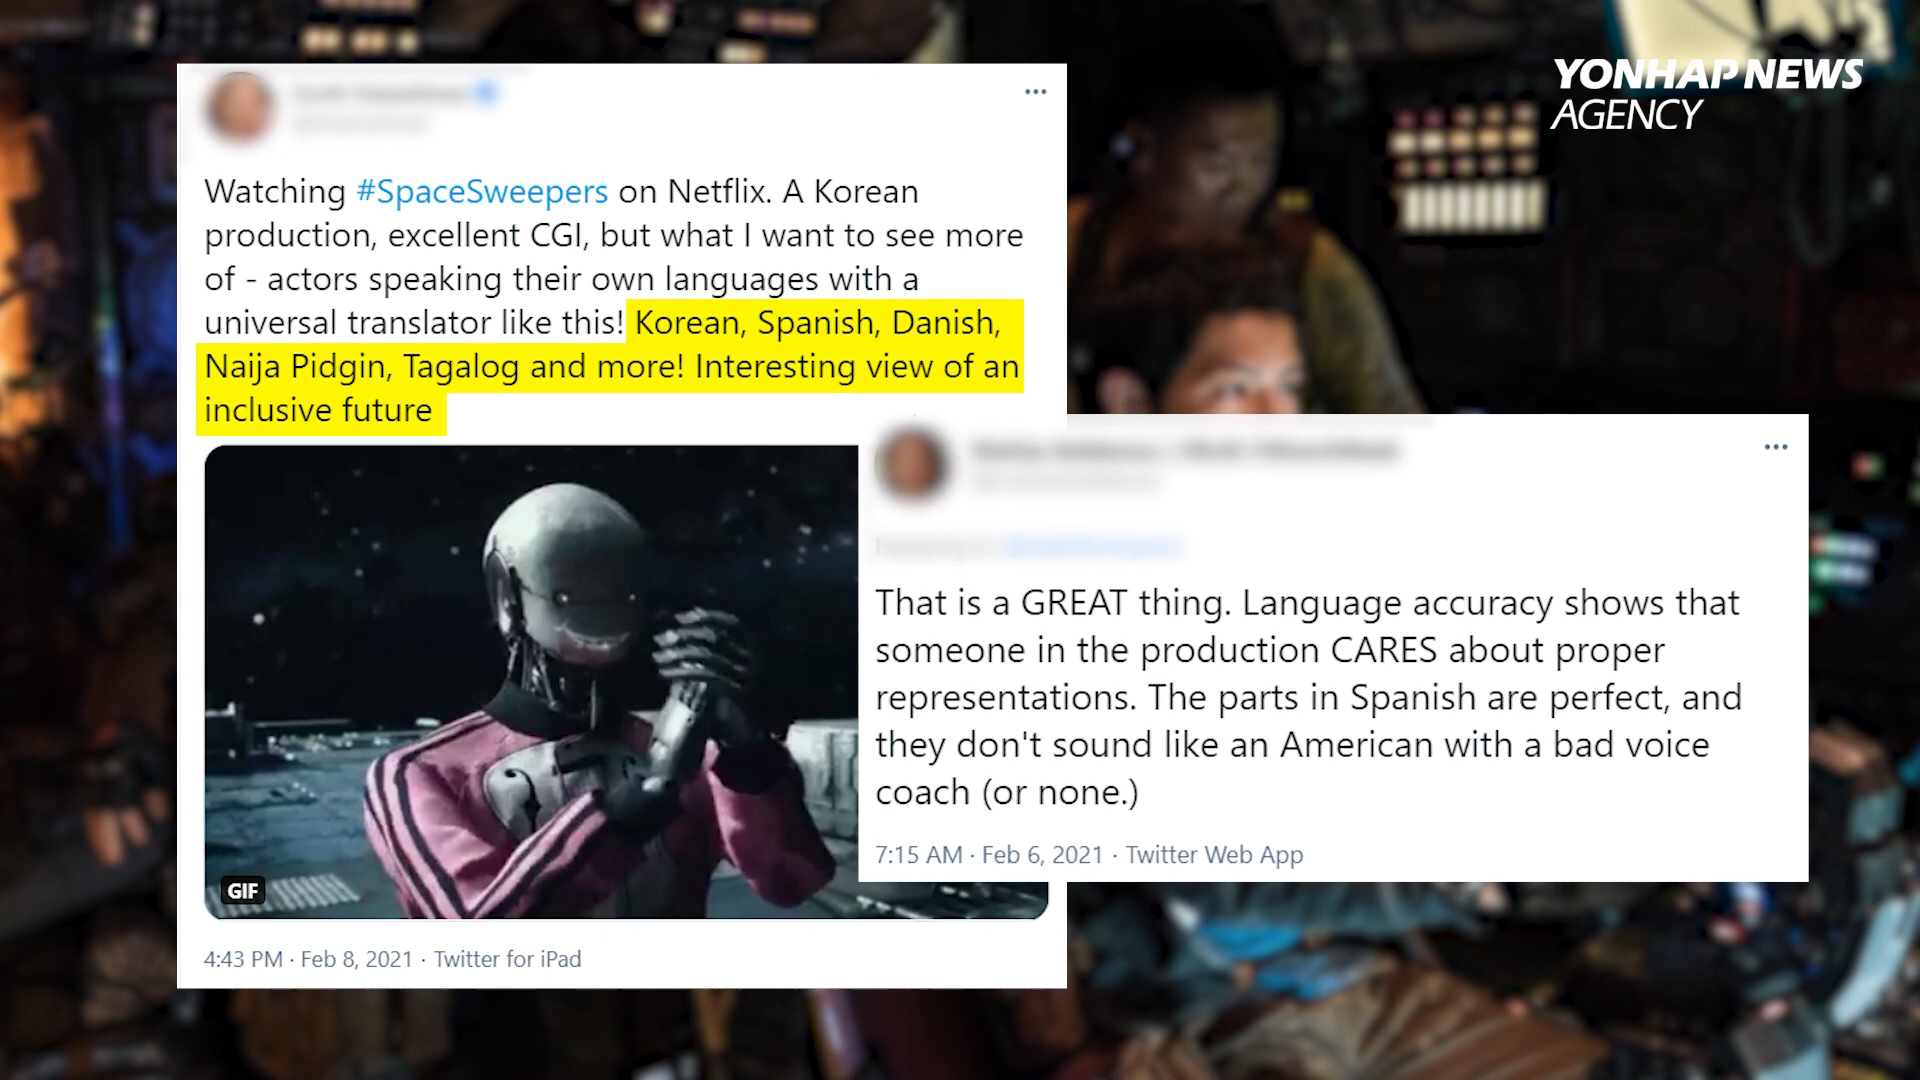 YONHAP NEWS
AGENCY
Watching #SpaceSweepers on Netflix. A Korean
production, excellent CGI, but what I want to see more
of - actors speaking their own languages with a
universal translator like this! Korean, Spanish, Danish,
Naija Pidgin, Tagalog and more! Interesting view of an
inclusive future
GIF
4:43 PM · Feb 8, 2021 · Twitter for iPad
That is a GREAT thing. Language accuracy shows that
someone in the production CARES about proper
representations. The parts in Spanish are perfect, and
they don't sound like an American with a bad voice
coach (or none.)
7:15 AM · Feb 6, 2021 · Twitter Web App